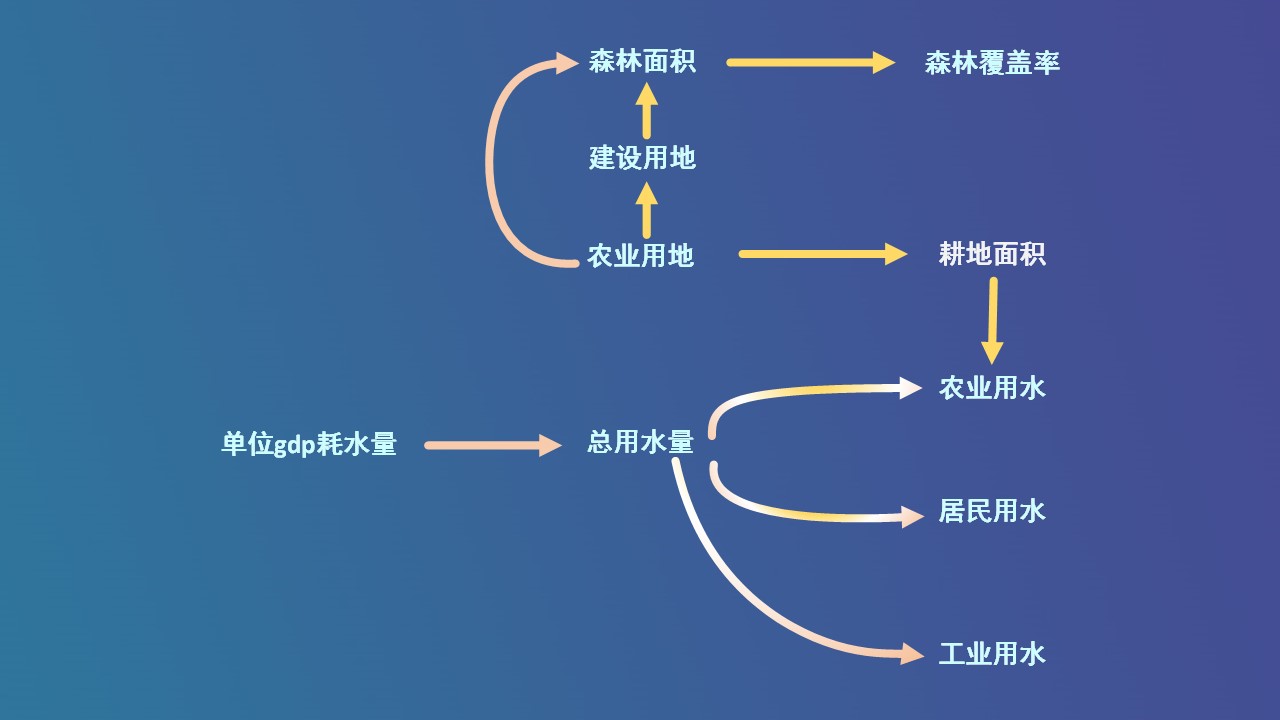 森林面积
森林覆盖率
建设用地
农业用地
耕地面积
农业用水
单位gdp耗水量
总用水量
居民用水
工业用水